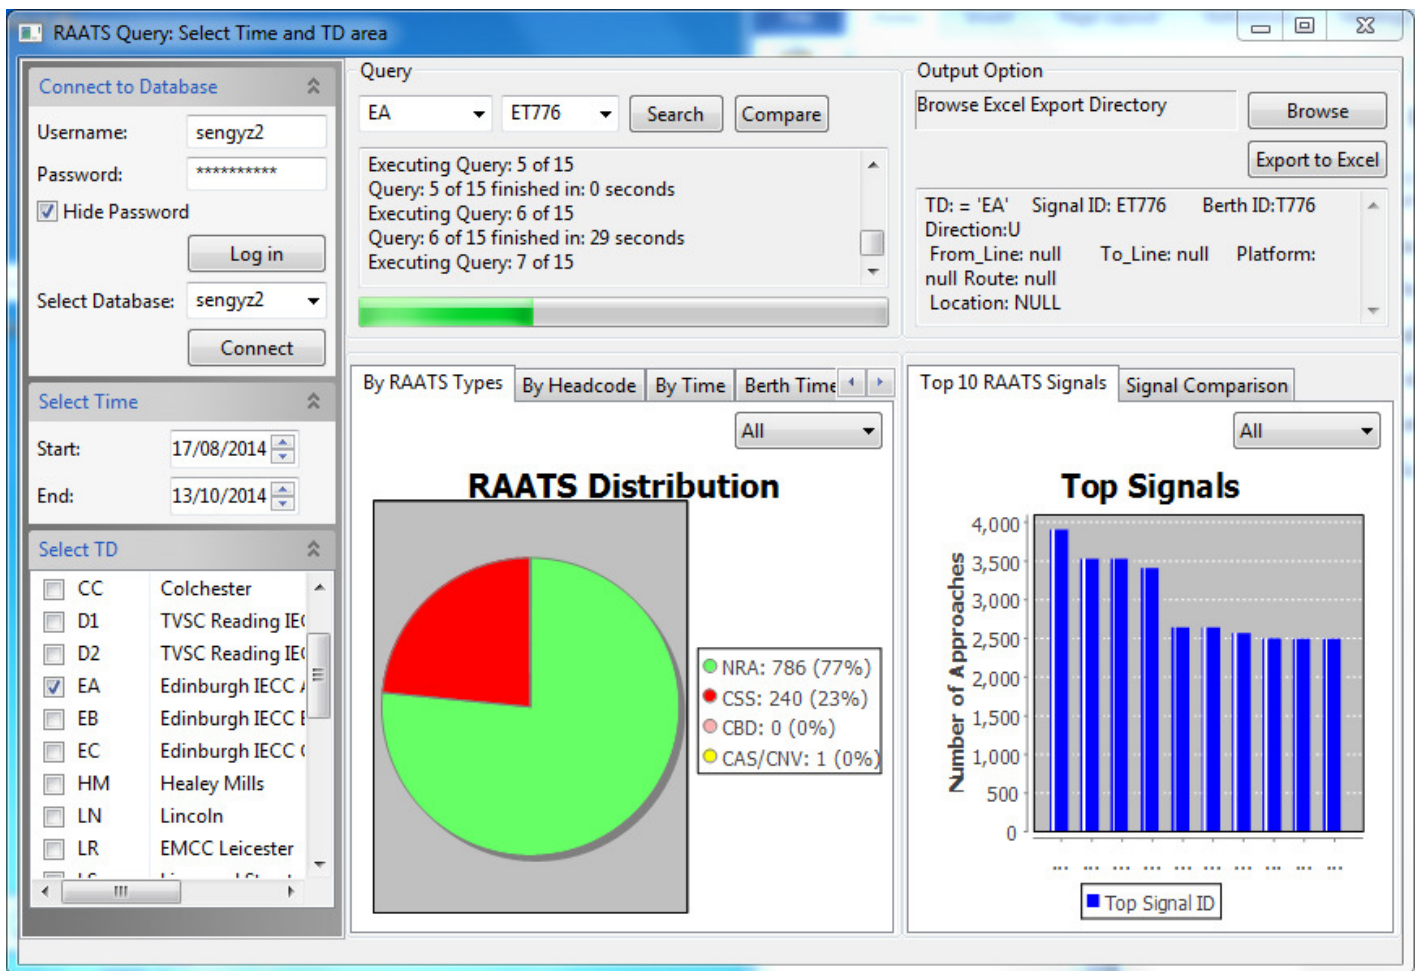 RAATS Query: Select Time and TD area
Connect to Database
Username: sengyz2
Password: **********
Hide Password
Log in
Select Database: sengyz2
Connect
Select Time
Start: 17/08/2014
End: 13/10/2014
Select TD
CC Colchester
D1 TVSC Reading IE
D2 TVSC Reading IE
EA Edinburgh IECC
EB Edinburgh IECC
EC Edinburgh IECC
HM Healey Mills
LN Lincoln
LR EMCC Leicester
Query
EA ET776 Search Compare
Executing Query: 5 of 15
Query: 5 of 15 finished in: 0 seconds
Executing Query: 6 of 15
Query: 6 of 15 finished in: 29 seconds
Executing Query: 7 of 15
Output Option
Browse Excel Export Directory Browse
Export to Excel
TD: = 'EA' Signal ID: ET776 Berth ID:T776
Direction:U
From_Line: null To_Line: null Platform:
null Route: null
Location: NULL
By RAATS Types By Headcode By Time Berth Time
All
RAATS Distribution
NRA: 786 (77%)
CSS: 240 (23%)
CBD: 0 (0%)
CAS/CNV: 1 (0%)
Top 10 RAATS Signals Signal Comparison
All
Top Signals
Number of Approaches
4,000
3,500
3,000
2,500
2,000
1,500
1,000
500
0
... ... ... ... ... ... ... ... ... ...
Top Signal ID